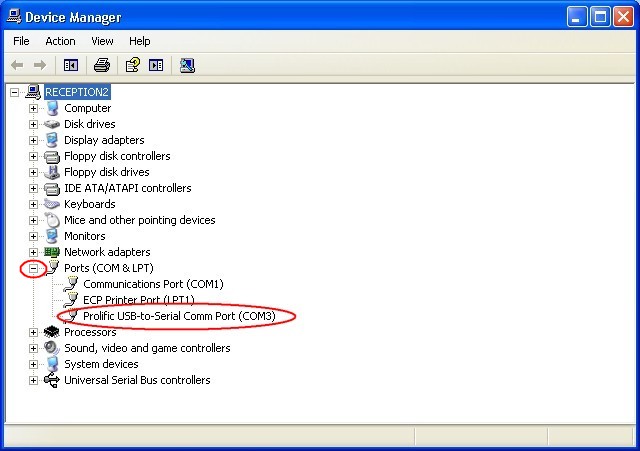 Device Manager
File Action View Help
RECEPTION2
Computer
Disk drives
Display adapters
Floppy disk controllers
Floppy disk drives
IDE ATA/ATAPI controllers
Keyboards
Mice and other pointing devices
Monitors
Network adapters
Ports (COM & LPT)
Communications Port (COM1)
ECP Printer Port (LPT1)
Prolific USB-to-Serial Comm Port (COM3)
Processors
Sound, video and game controllers
System devices
Universal Serial Bus controllers